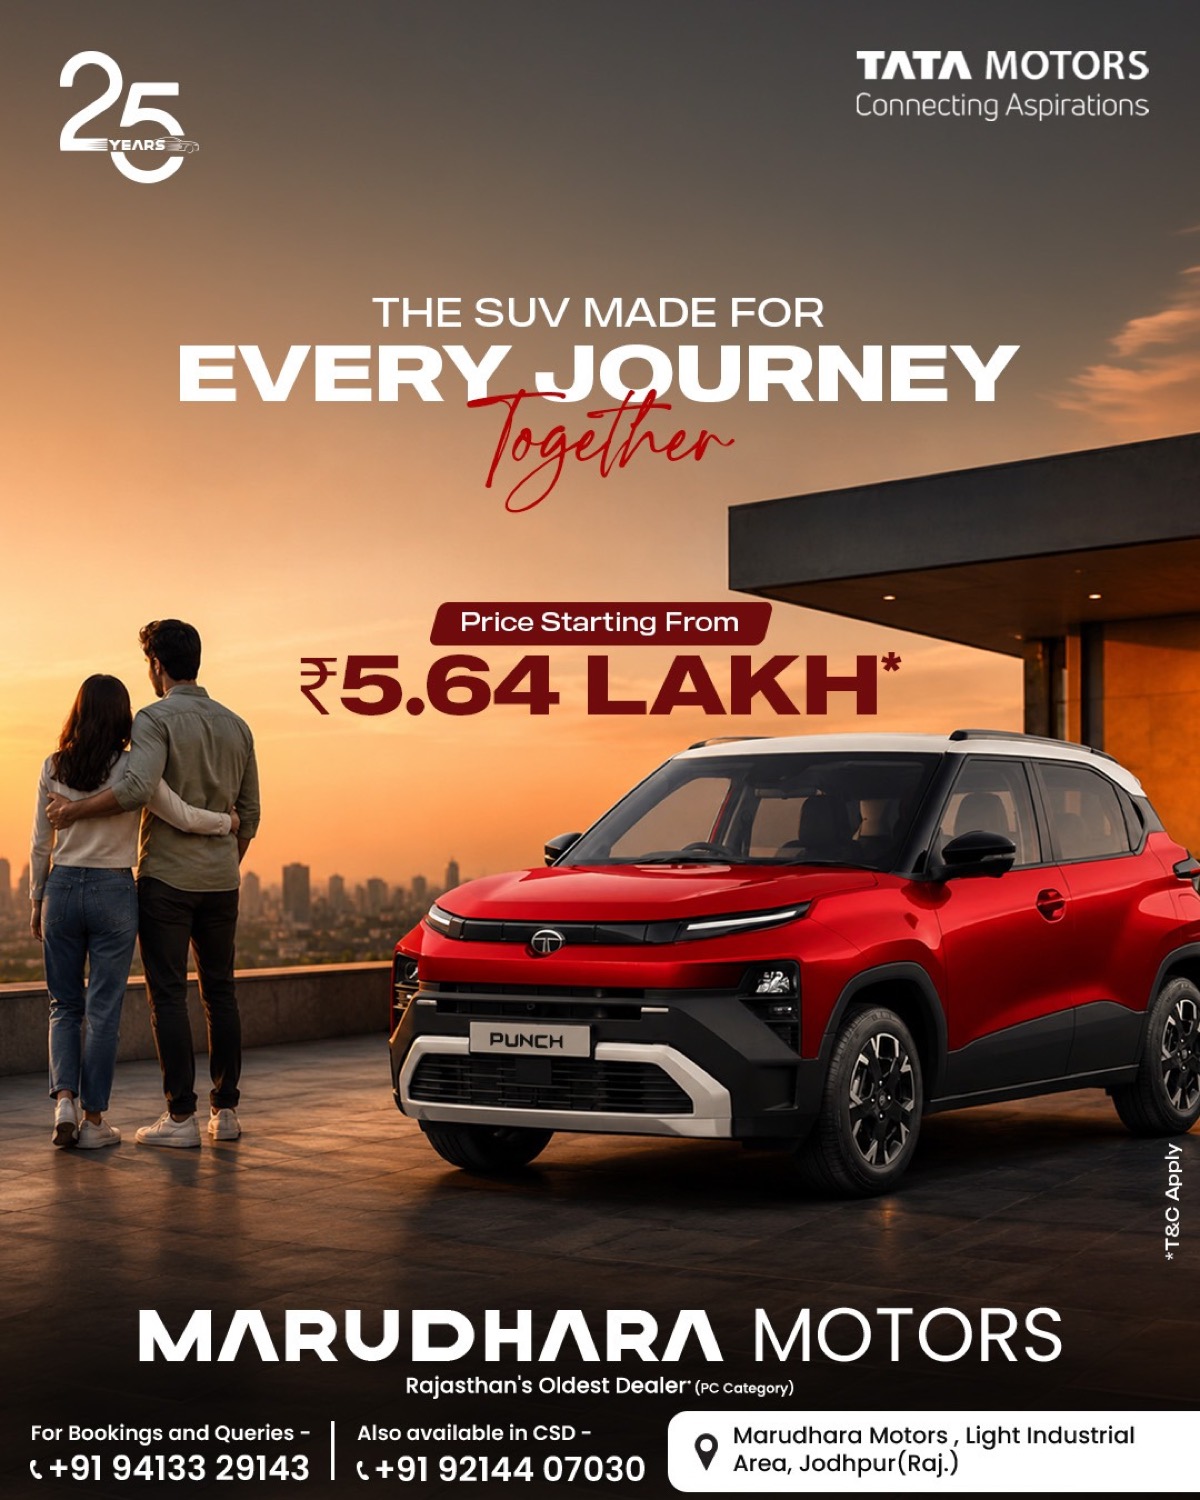 25
YEARS
TATA MOTORS
Connecting Aspirations
THE SUV MADE FOR
EVERY JOURNEY
Together
Price Starting From
₹5.64 LAKH*
PUNCH
*T&C Apply
MARUDHARA MOTORS
Rajasthan's Oldest Dealer* (PC Category)
For Bookings and Queries -
+91 94133 29143
Also available in CSD -
+91 92144 07030
Marudhara Motors , Light Industrial
Area, Jodhpur(Raj.)